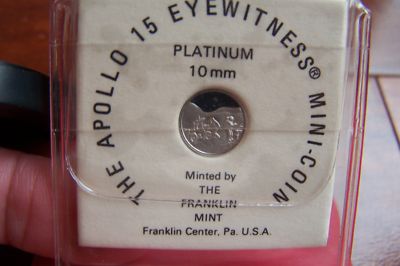 THE APOLLO 15 EYEWITNESS® MINI-COIN
PLATINUM
10mm
Minted by
THE
FRANKLIN
MINT
Franklin Center, Pa. U.S.A.